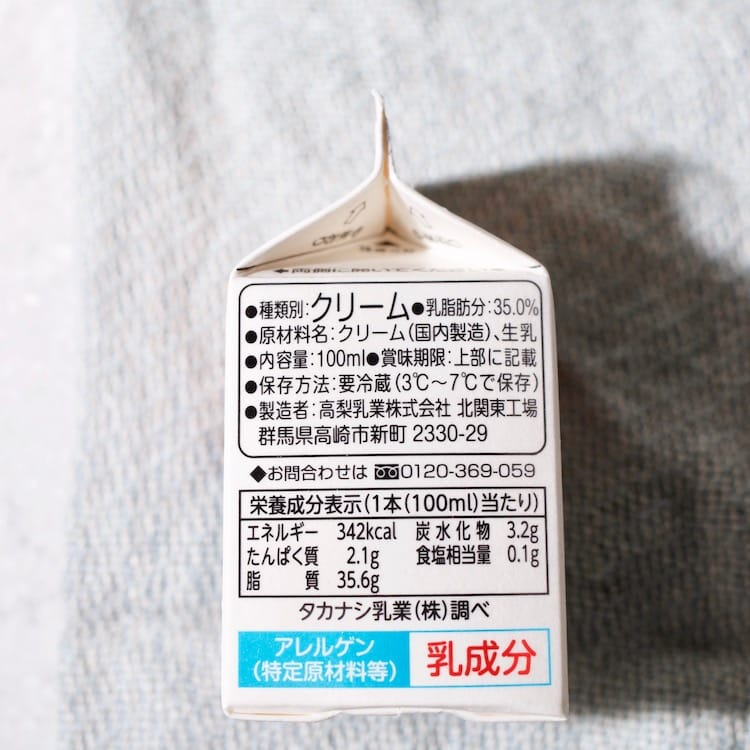 ●種類別:クリーム●乳脂肪分:35.0%
●原材料名:クリーム(国内製造)、生乳
●内容量:100ml●賞味期限:上部に記載
●保存方法:要冷蔵(3℃~7℃で保存)
●製造者:高梨乳業株式会社 北関東工場
群馬県高崎市新町 2330-29
◆お問合わせは 0120-369-059
栄養成分表示(1本(100ml)当たり)
エネルギー 342kcal 炭水化物 3.2g
たんぱく質 2.1g 食塩相当量 0.1g
脂質 35.6g
タカナシ乳業(株)調べ
アレルゲン
(特定原材料等)
乳成分